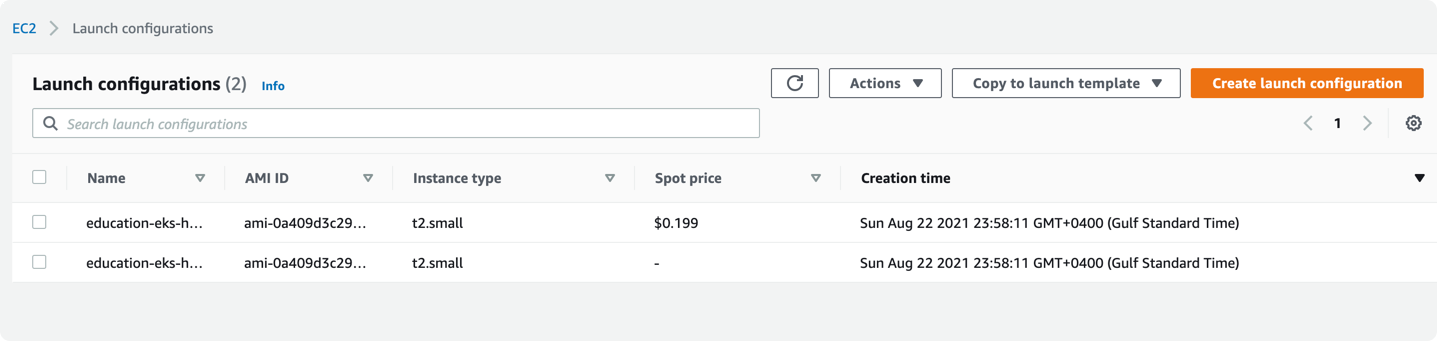 EC2 Launch configurations
Launch configurations (2) Info Actions Copy to launch template Create launch configuration
Search launch configurations 1
Name AMI ID Instance type Spot price Creation time
education-eks-h... ami-0a409d3c29... t2.small $0.199 Sun Aug 22 2021 23:58:11 GMT+0400 (Gulf Standard Time)
education-eks-h... ami-0a409d3c29... t2.small - Sun Aug 22 2021 23:58:11 GMT+0400 (Gulf Standard Time)